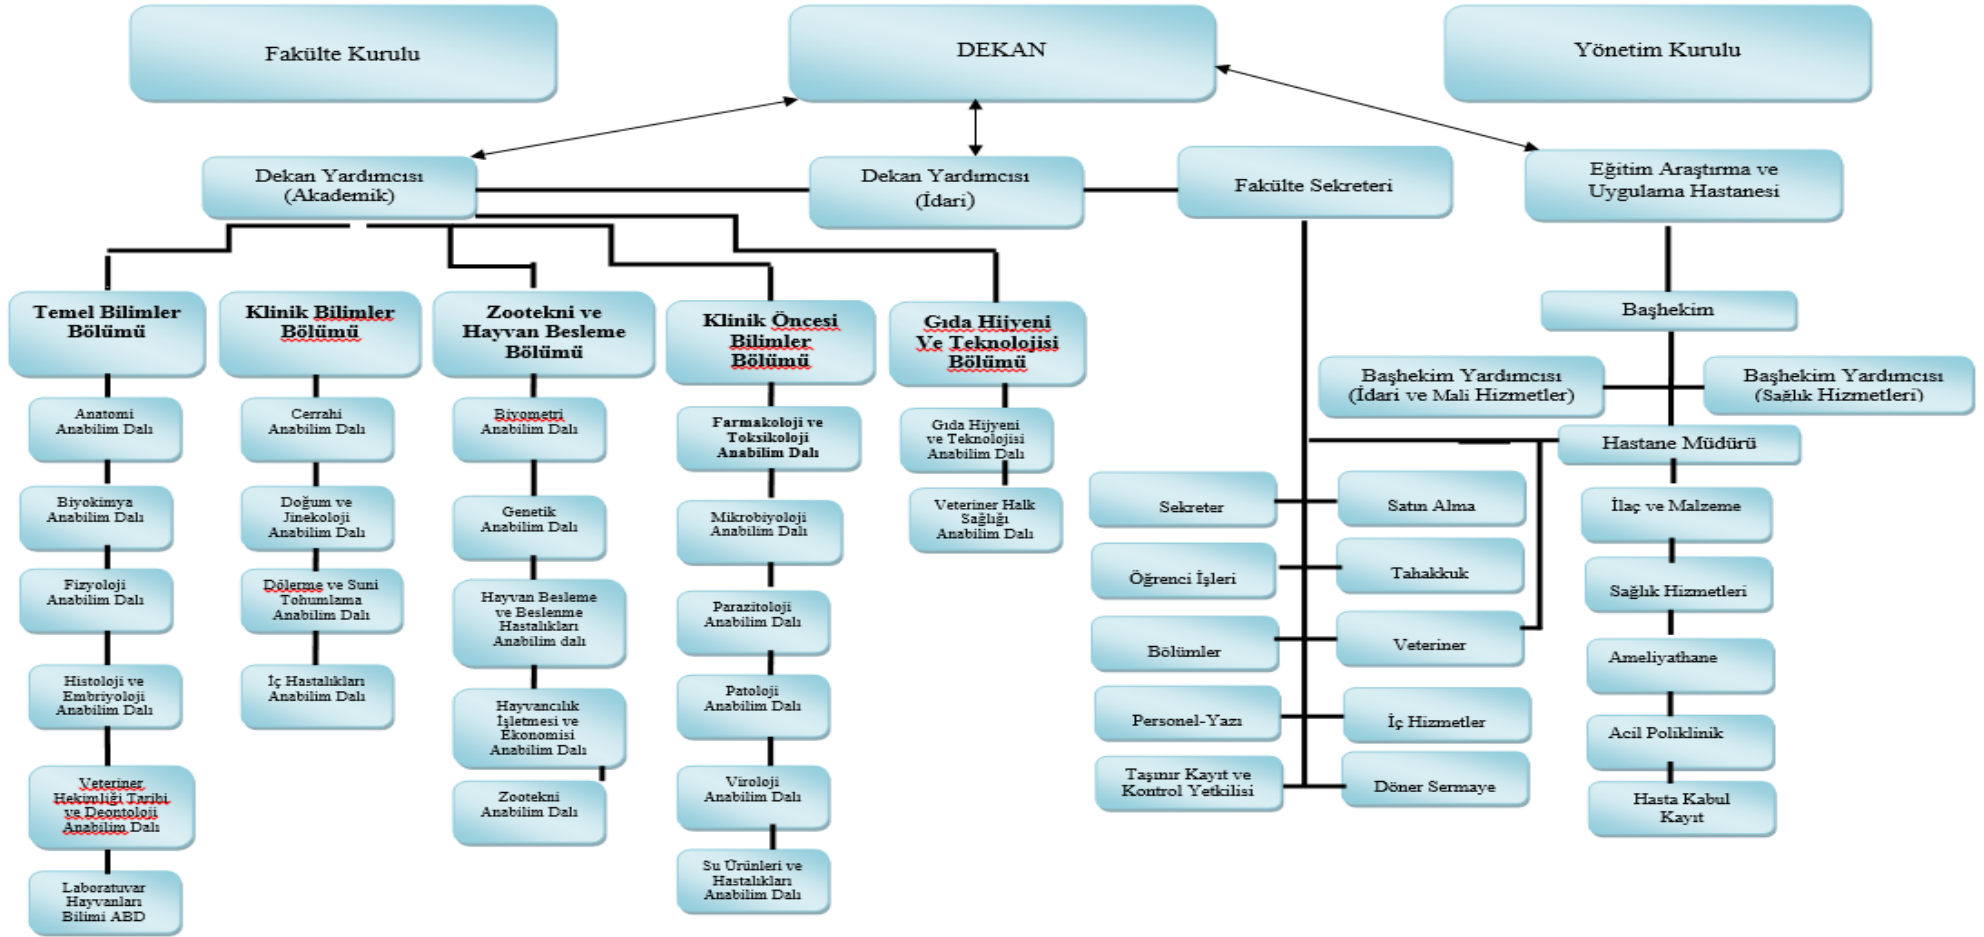 Fakülte Kurulu
DEKAN
Yönetim Kurulu
Dekan Yardımcısı
(Akademik)
Dekan Yardımcısı
(İdari)
Fakülte Sekreteri
Eğitim Araştırma ve
Uygulama Hastanesi
Temel Bilimler
Bölümü
Klinik Bilimler
Bölümü
Zootekni ve
Hayvan Besleme
Bölümü
Klinik Öncesi
Bilimler
Bölümü
Gıda Hijyeni
Ve Teknolojisi
Bölümü
Anatomi
Anabilim Dalı
Biyokimya
Anabilim Dalı
Fizyoloji
Anabilim Dalı
Histoloji ve
Embriyoloji
Anabilim Dalı
Veteriner
Hekimliği Tarihi
ve Deontoloji
Anabilim Dalı
Laboratuvar
Hayvanları
Bilimi ABD
Cerrahi
Anabilim Dalı
Doğum ve
Jinekoloji
Anabilim Dalı
Dölerme ve Suni
Tohumlama
Anabilim Dalı
İç Hastalıkları
Anabilim Dalı
Biyometri
Anabilim Dalı
Genetik
Anabilim Dalı
Hayvan Besleme
ve Beslenme
Hastalıkları
Anabilim dalı
Hayvancılık
İşletmesi ve
Ekonomisi
Anabilim Dalı
Zootekni
Anabilim Dalı
Farmakoloji ve
Toksikoloji
Anabilim Dalı
Mikrobiyoloji
Anabilim Dalı
Parazitoloji
Anabilim Dalı
Patoloji
Anabilim Dalı
Viroloji
Anabilim Dalı
Su Ürünleri ve
Hastalıkları
Anabilim Dalı
Gıda Hijyeni
ve Teknolojisi
Anabilim Dalı
Veteriner Halk
Sağlığı
Anabilim Dalı
Sekreter
Satın Alma
Öğrenci İşleri
Tahakkuk
Bölümler
Veteriner
Personel-Yazı
İç Hizmetler
Taşınır Kayıt ve
Kontrol Yetkilisi
Döner Sermaye
Başhekim
Başhekim Yardımcısı
(İdari ve Mali Hizmetler)
Başhekim Yardımcısı
(Sağlık Hizmetleri)
Hastane Müdürü
İlaç ve Malzeme
Sağlık Hizmetleri
Ameliyathane
Acil Poliklinik
Hasta Kabul
Kayıt